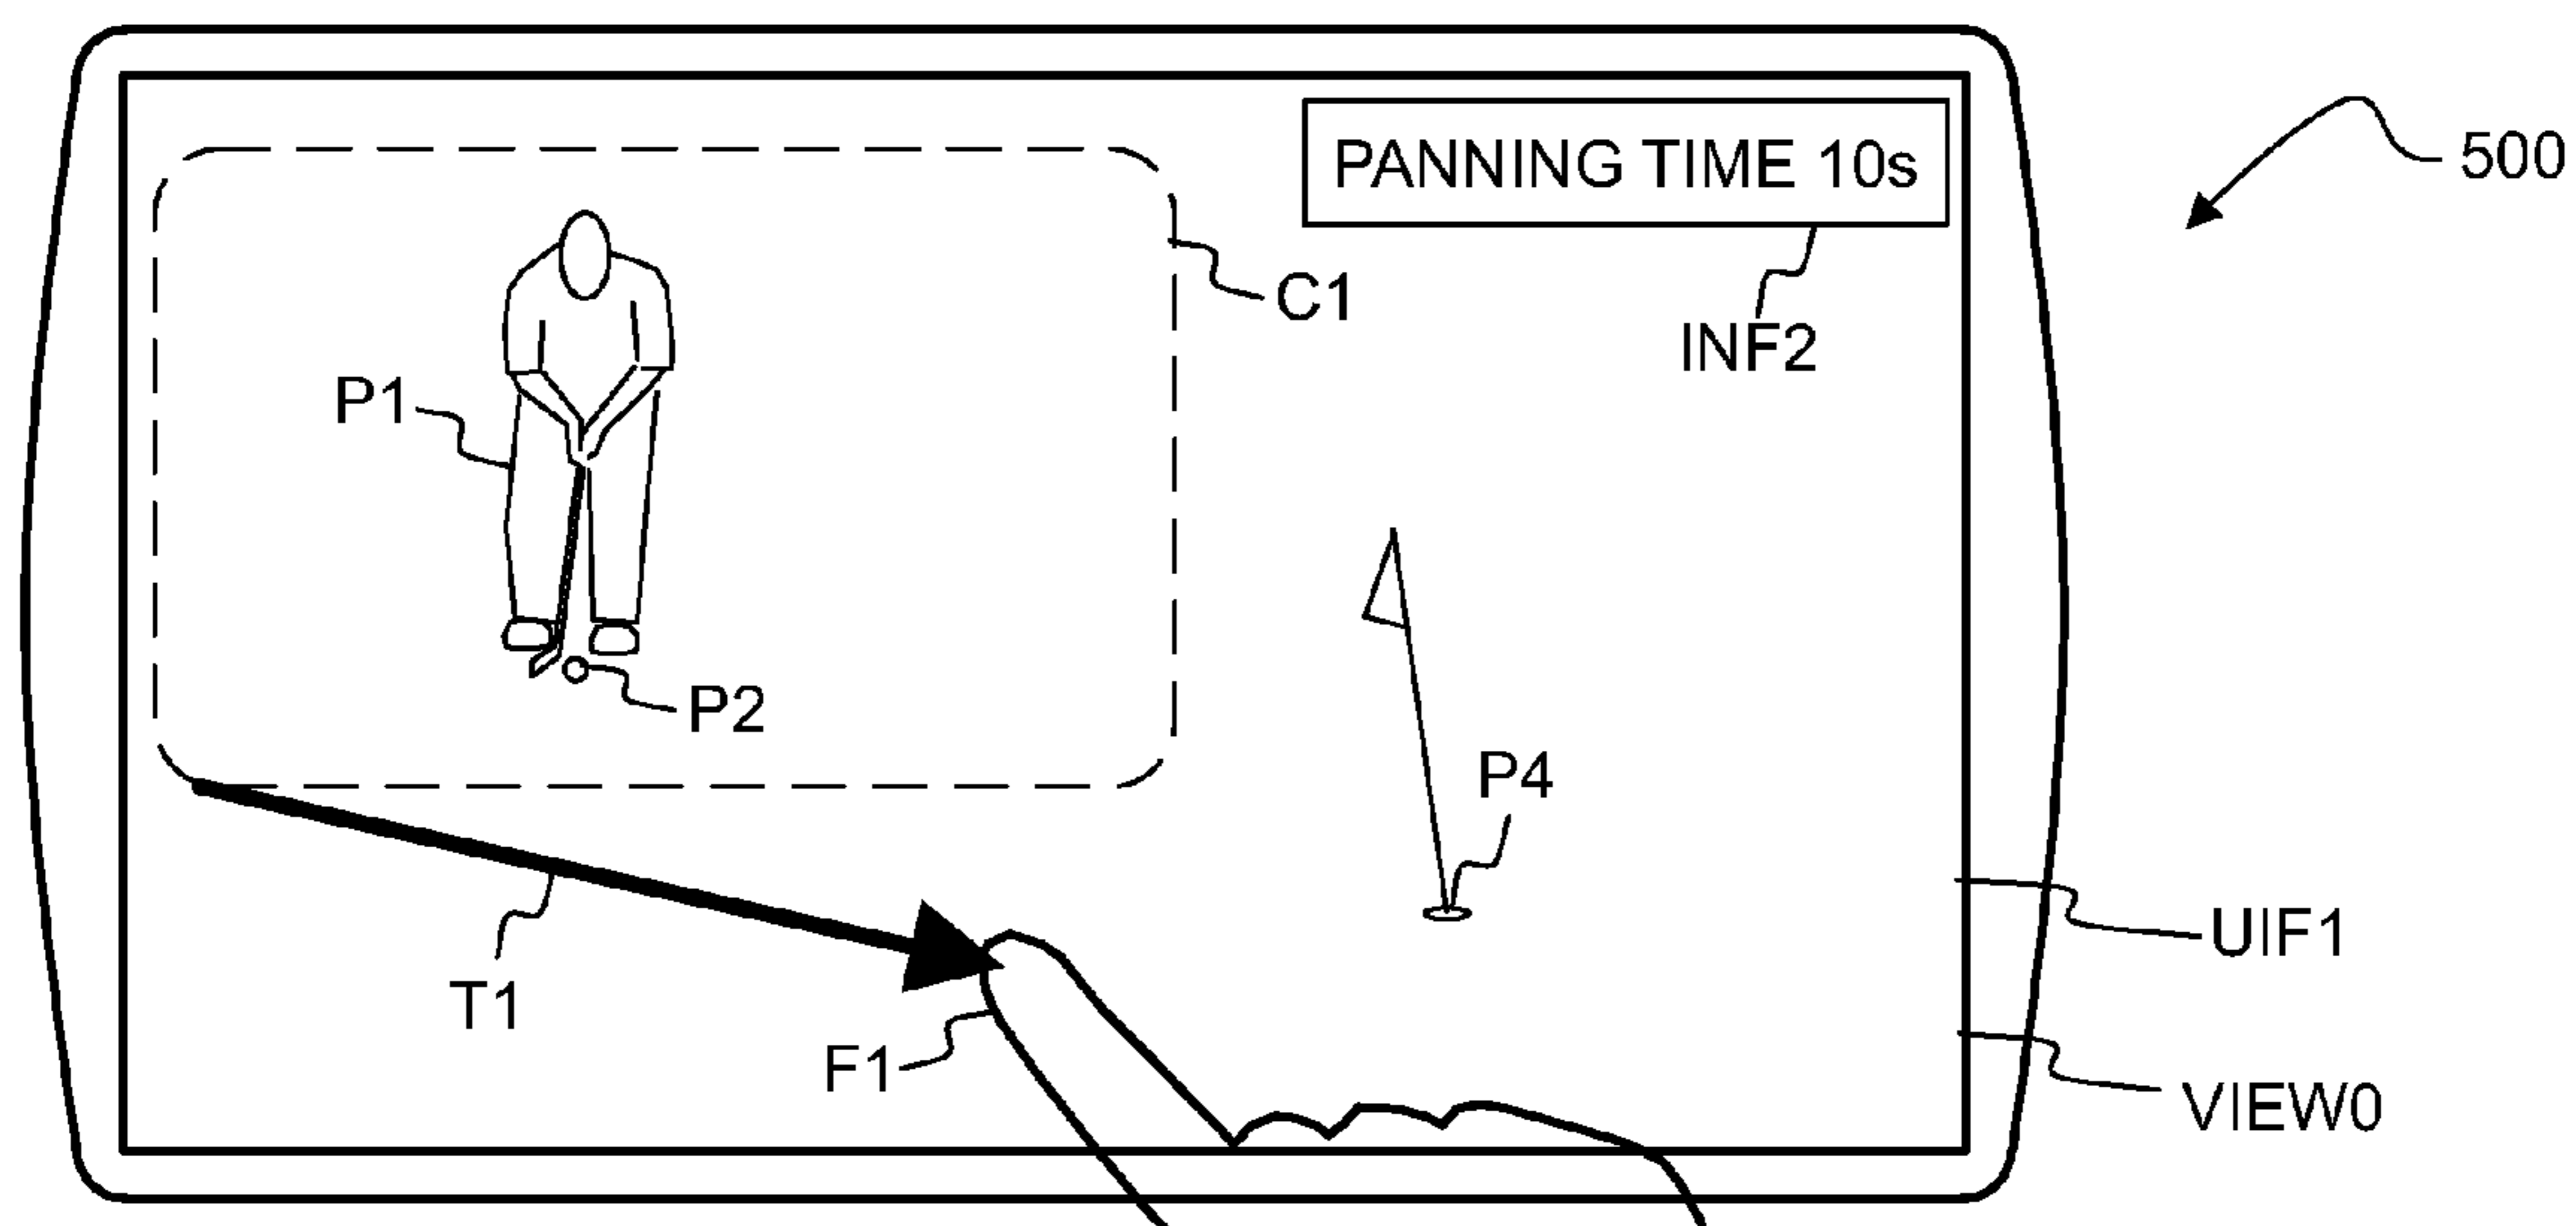 PANNING TIME 10s
500
C1
INF2
P1
P2
P4
UIF1
T1
F1
VIEW0